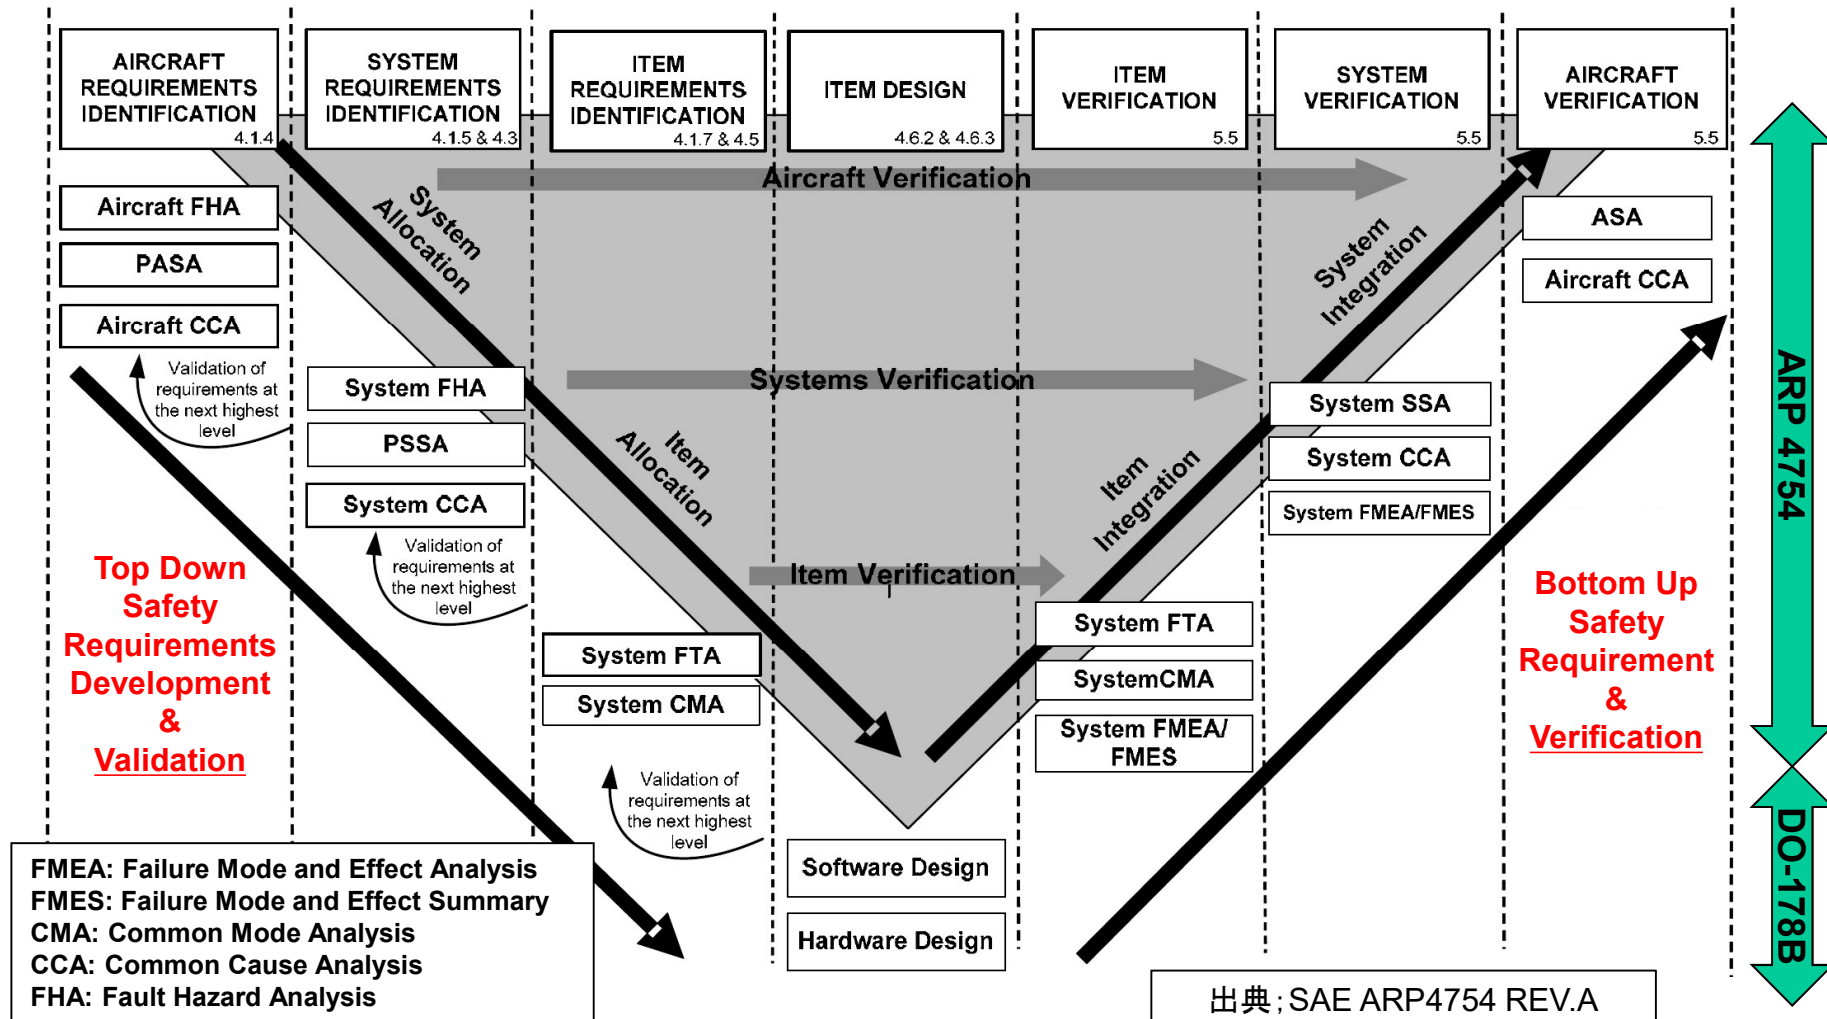 AIRCRAFT
REQUIREMENTS
IDENTIFICATION
4.1.4
SYSTEM
REQUIREMENTS
IDENTIFICATION
4.1.5 & 4.3
ITEM
REQUIREMENTS
IDENTIFICATION
4.1.7 & 4.5
ITEM DESIGN
4.6.2 & 4.6.3
ITEM
VERIFICATION
5.5
SYSTEM
VERIFICATION
5.5
AIRCRAFT
VERIFICATION
5.5
Aircraft Verification
System
Allocation
System
Integration
Aircraft FHA
PASA
Aircraft CCA
Validation of
requirements at
the next highest
level
ASA
Aircraft CCA
Systems Verification
System FHA
PSSA
System CCA
Validation of
requirements at
the next highest
level
Item
Allocation
Item
Integration
System SSA
System CCA
System FMEA/FMES
Item Verification
Top Down
Safety
Requirements
Development
&
Validation
System FTA
System CMA
Validation of
requirements at
the next highest
level
System FTA
SystemCMA
System FMEA/
FMES
Bottom Up
Safety
Requirement
&
Verification
Software Design
Hardware Design
ARP 4754
DO-178B
FMEA: Failure Mode and Effect Analysis
FMES: Failure Mode and Effect Summary
CMA: Common Mode Analysis
CCA: Common Cause Analysis
FHA: Fault Hazard Analysis
出典；SAE ARP4754 REV.A